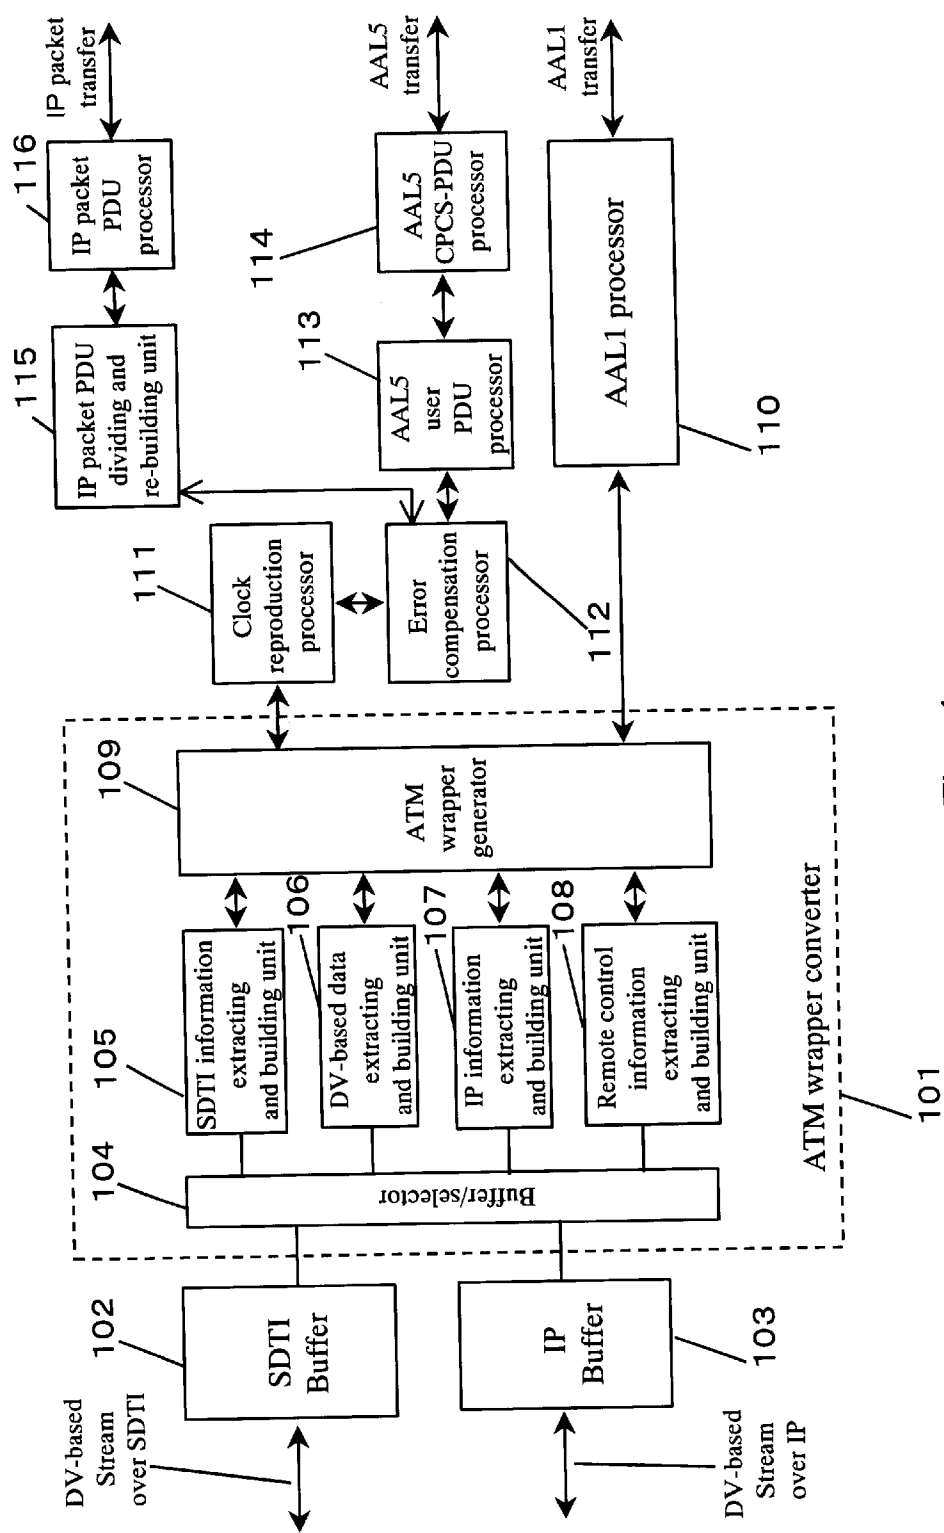 DV-based
Stream
over SDTI
DV-based
Stream
over IP
102
SDTI
Buffer
103
IP
Buffer
104
Buffer/selector
105
SDTI information
extracting
and building unit
106
DV-based data
extracting
and building unit
107
IP information
extracting
and building unit
108
Remote control
information
extracting
and building unit
109
ATM
wrapper
generator
ATM wrapper converter
101
111
Clock
reproduction
processor
Error
compensation
processor
112
115
IP packet PDU
dividing and
re-building unit
116
IP packet
PDU
processor
IP packet
transfer
113
AAL5
user
PDU
processor
114
AAL5
CPCS-PDU
processor
AAL5
transfer
AAL1 processor
110
AAL1
transfer